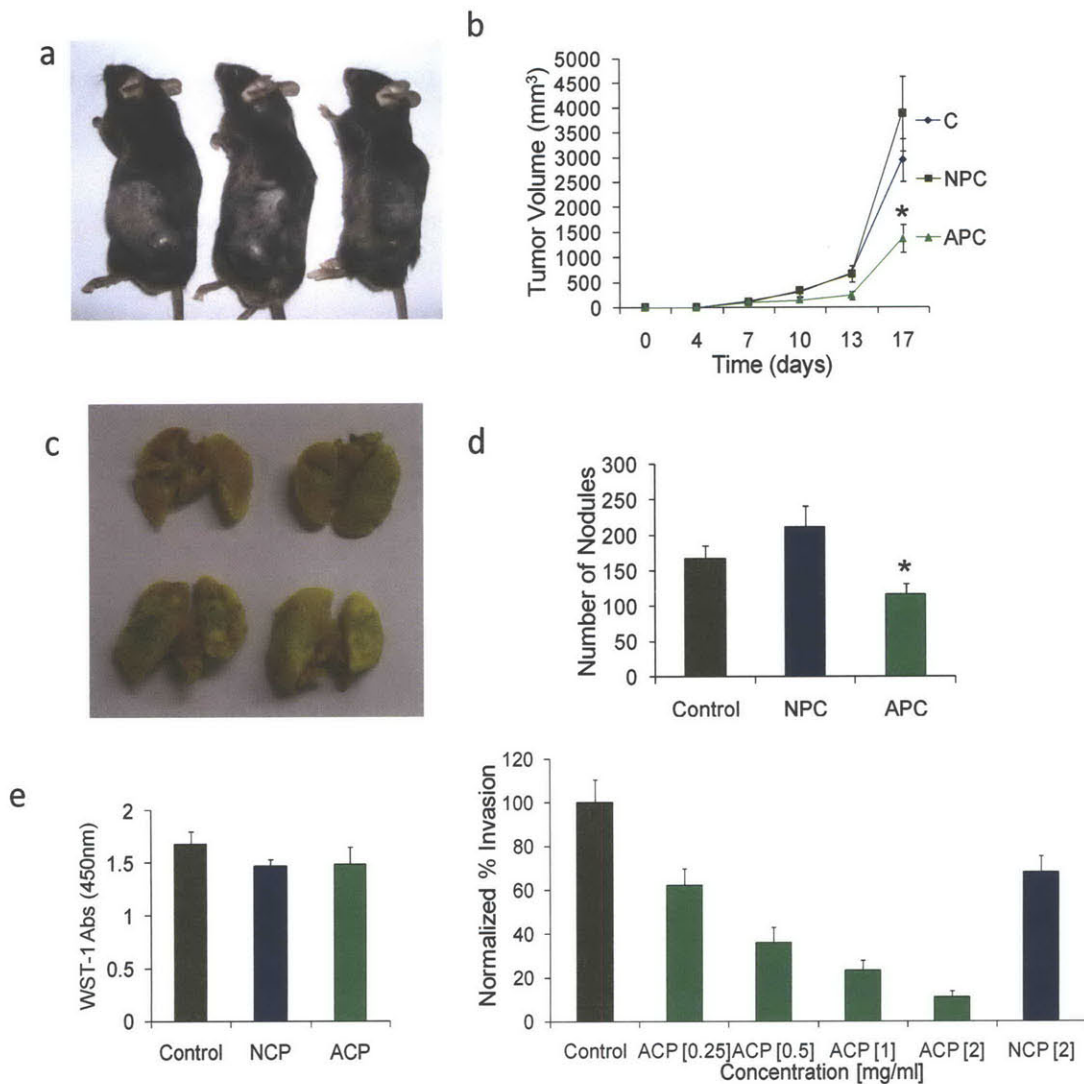 a
b
Tumor Volume (mm³)
5000
4500
4000
3500
3000
2500
2000
1500
1000
500
0
*
C
NPC
APC
0 4 7 10 13 17
Time (days)
c
d
Number of Nodules
300
250
200
150
100
50
0
*
Control NPC APC
e
WST-1 Abs (450nm)
2
1.5
1
0.5
0
Control NCP ACP
Normalized % Invasion
120
100
80
60
40
20
0
Control ACP [0.25] ACP [0.5] ACP [1] ACP [2] NCP [2]
Concentration [mg/ml]